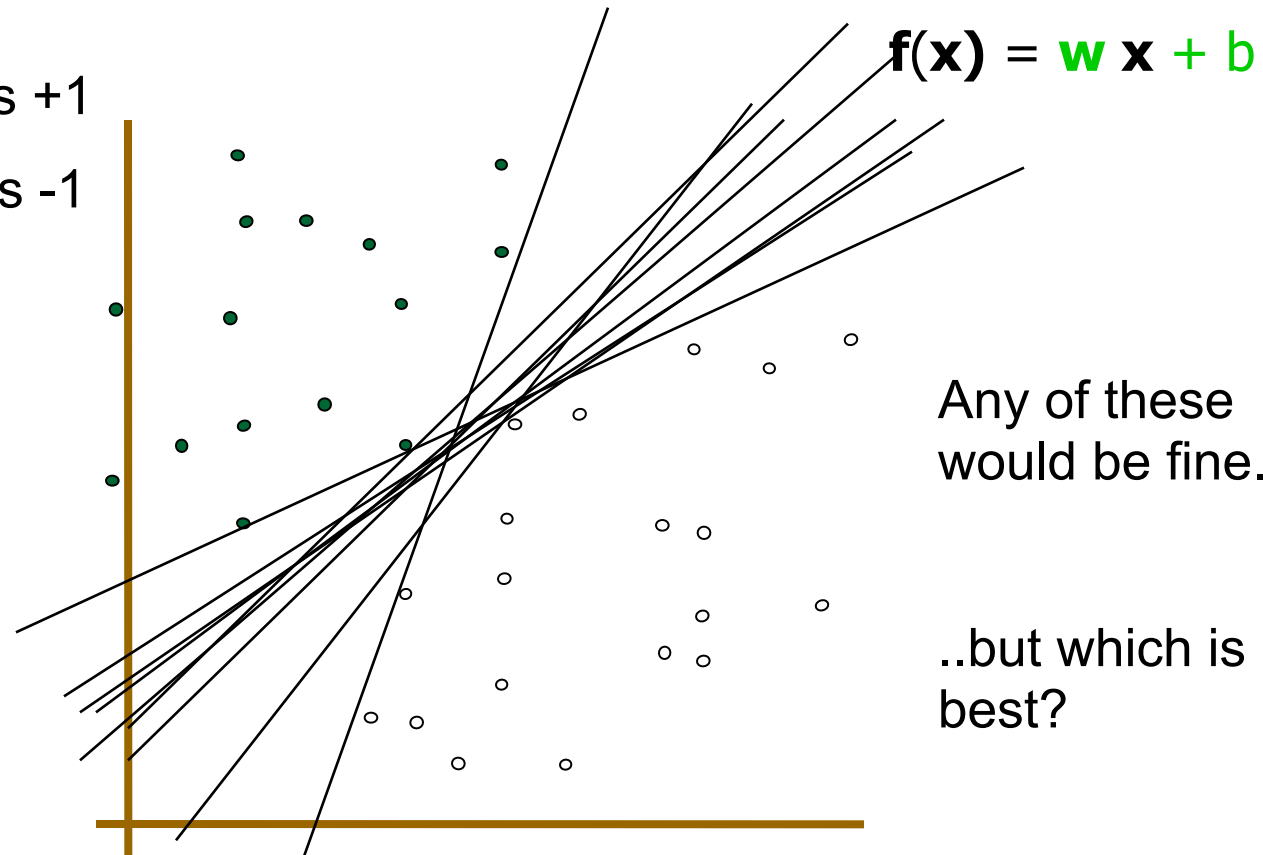 f(x) = w x + b
s +1
s -1
Any of these
would be fine.
..but which is
best?